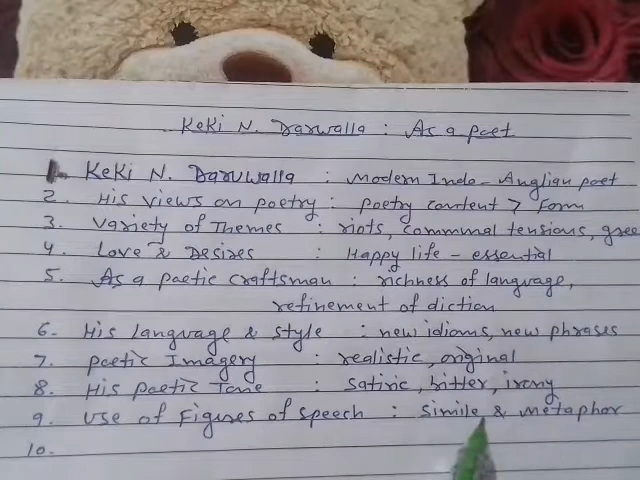 Keki N. Darwalla : As a poet
1. Keki N. Daruwalla : Modern Indo-Anglian poet
2. His views on poetry : poetry content > Form
3. Variety of Themes : riots, communal tensions, gree
4. Love & Desires : Happy life - essential
5. As a poetic craftsman : richness of language,
refinement of diction
6. His language & style : new idioms, new phrases
7. Poetic Imagery : realistic, original
8. His Poetic Tone : satiric, bitter, irony
9. Use of Figures of speech : simile & metaphor
10.